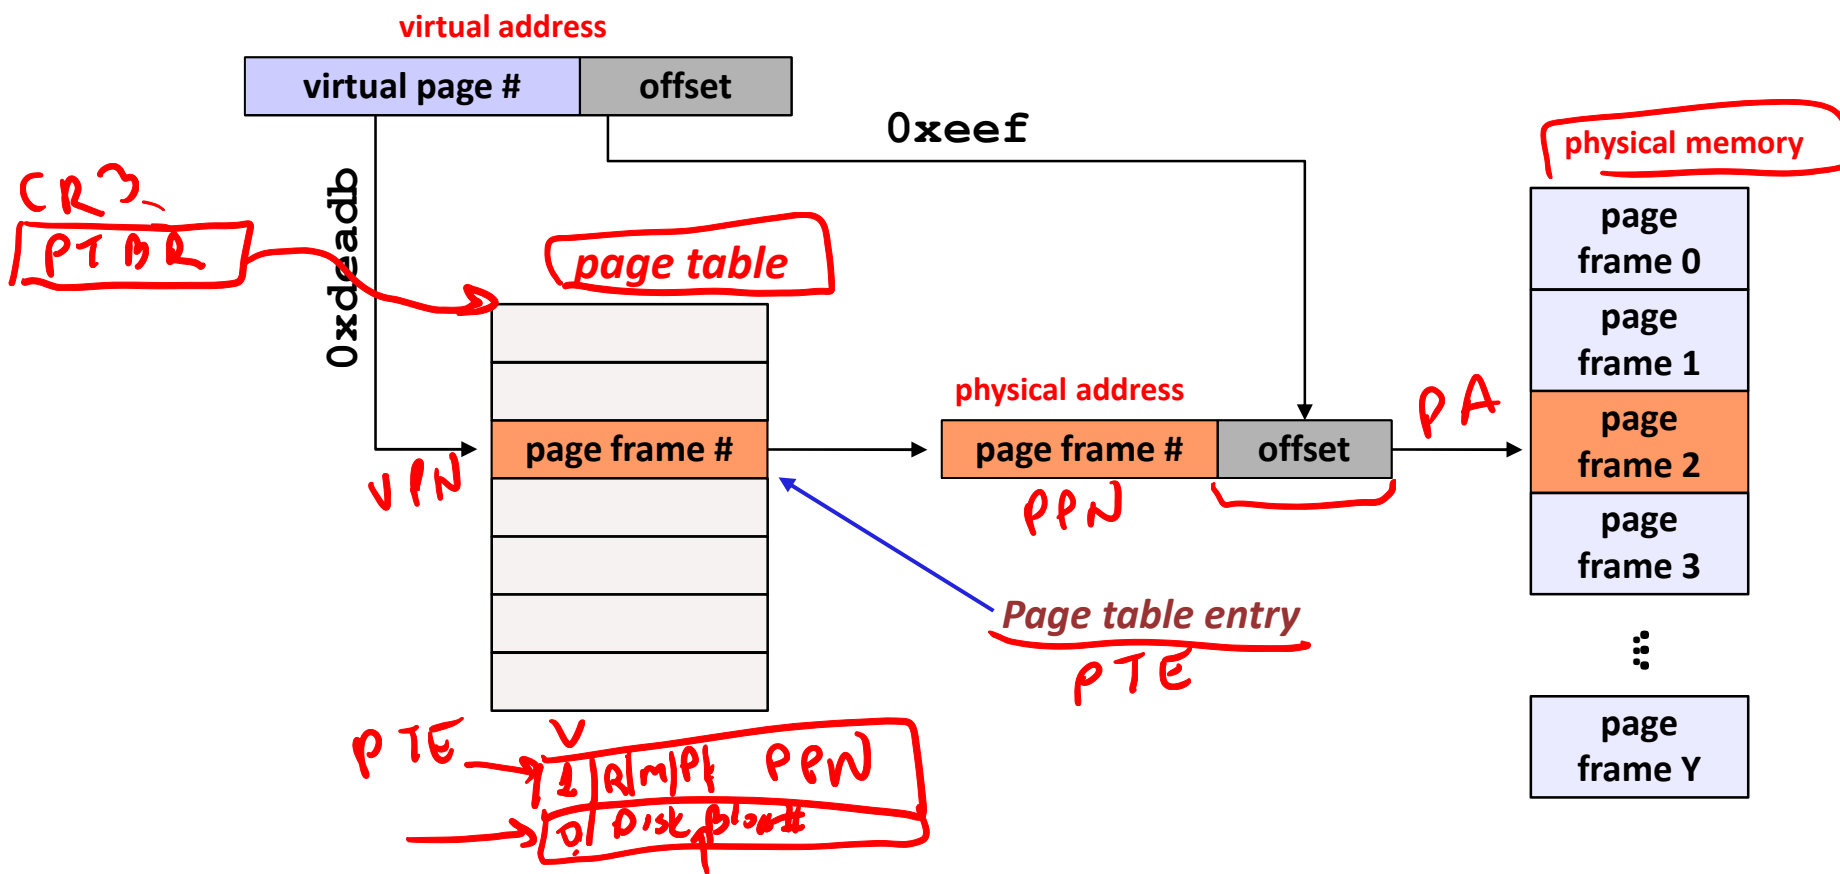 virtual address
virtual page # offset
0xeef
physical memory
CR3
PTBR
0xdeadb
page table
page
frame 0
page
frame 1
physical address
PA
page frame #
page frame # offset
page
frame 2
VPN
PPN
page
frame 3
Page table entry
PTE
PTE
V
1 R M P PPN
0 Disk Block #
page
frame Y